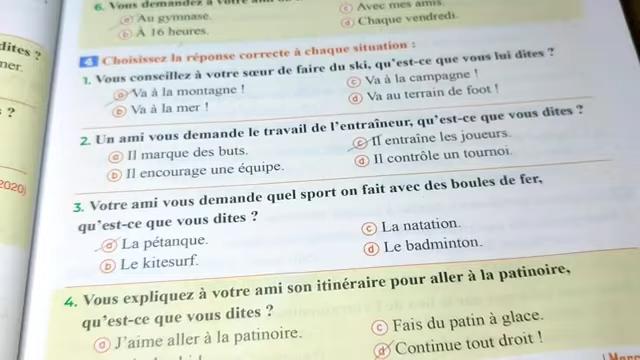 6. Vous demandez à votre
ⓐ Au gymnase.
ⓒ Avec mes amis.
ⓑ À 16 heures.
ⓓ Chaque vendredi.
dites ?
ner.
?
2020)
4 Choisissez la réponse correcte à chaque situation :
1. Vous conseillez à votre sœur de faire du ski, qu'est-ce que vous lui dites ?
ⓐ Va à la montagne !
ⓒ Va à la campagne !
ⓑ Va à la mer !
ⓓ Va au terrain de foot !
2. Un ami vous demande le travail de l'entraîneur, qu'est-ce que vous dites ?
ⓐ Il marque des buts.
ⓒ Il entraîne les joueurs.
ⓑ Il encourage une équipe.
ⓓ Il contrôle un tournoi.
3. Votre ami vous demande quel sport on fait avec des boules de fer,
qu'est-ce que vous dites ?
ⓐ La pétanque.
ⓒ La natation.
ⓑ Le kitesurf.
ⓓ Le badminton.
4. Vous expliquez à votre ami son itinéraire pour aller à la patinoire,
qu'est-ce que vous dites ?
ⓐ J'aime aller à la patinoire.
ⓒ Fais du patin à glace.
ⓓ Continue tout droit !